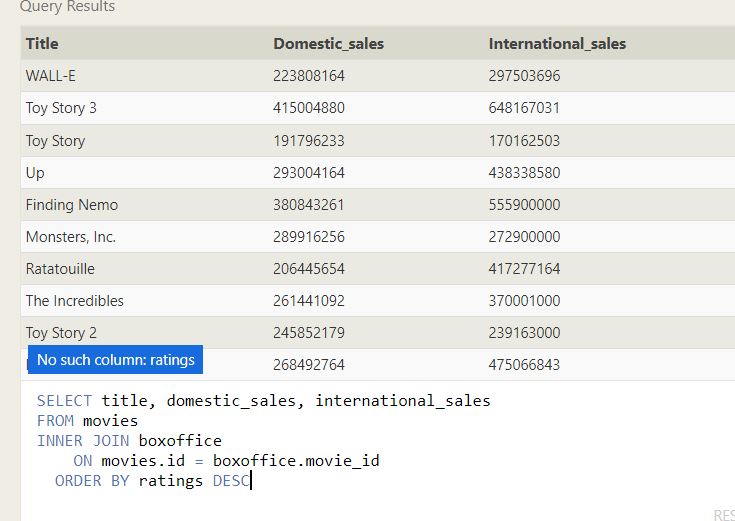 Query Results
Title Domestic_sales International_sales
WALL-E 223808164 297503696
Toy Story 3 415004880 648167031
Toy Story 191796233 170162503
Up 293004164 438338580
Finding Nemo 380843261 555900000
Monsters, Inc. 289916256 272900000
Ratatouille 206445654 417277164
The Incredibles 261441092 370001000
Toy Story 2 245852179 239163000
No such column: ratings
268492764 475066843
SELECT title, domestic_sales, international_sales
FROM movies
INNER JOIN boxoffice
ON movies.id = boxoffice.movie_id
ORDER BY ratings DESC
RES